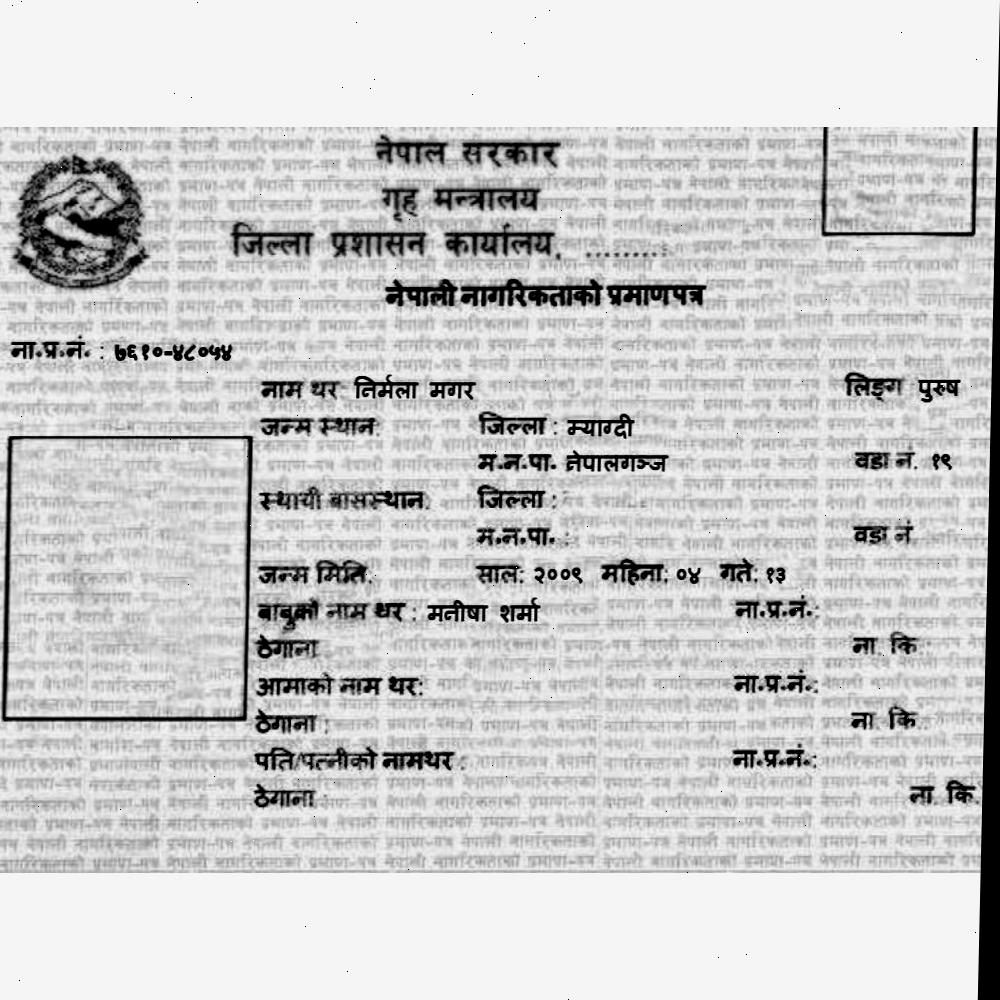 नेपाल सरकार
गृह मन्त्रालय
जिल्ला प्रशासन कार्यालय, .........
नेपाली नागरिकताको प्रमाणपत्र
ना.प्र.नं. : ७६१०-४८०५४
नाम थर: निर्मला मगर लिङ्ग पुरुष
जन्म स्थान: जिल्ला : म्याग्दी
म.न.पा. नेपालगञ्ज वडा नं. १९
स्थायी बासस्थान: जिल्ला :
म.न.पा. : वडा नं.
जन्म मिति: साल: २००९ महिना: ०४ गते: १३
बाबुको नाम थर : मनीषा शर्मा ना.प्र.नं.:
ठेगाना ना. कि.:
आमाको नाम थर: ना.प्र.नं.:
ठेगाना : ना. कि.:
पति/पत्नीको नामथर : ना.प्र.नं.:
ठेगाना ना. कि.